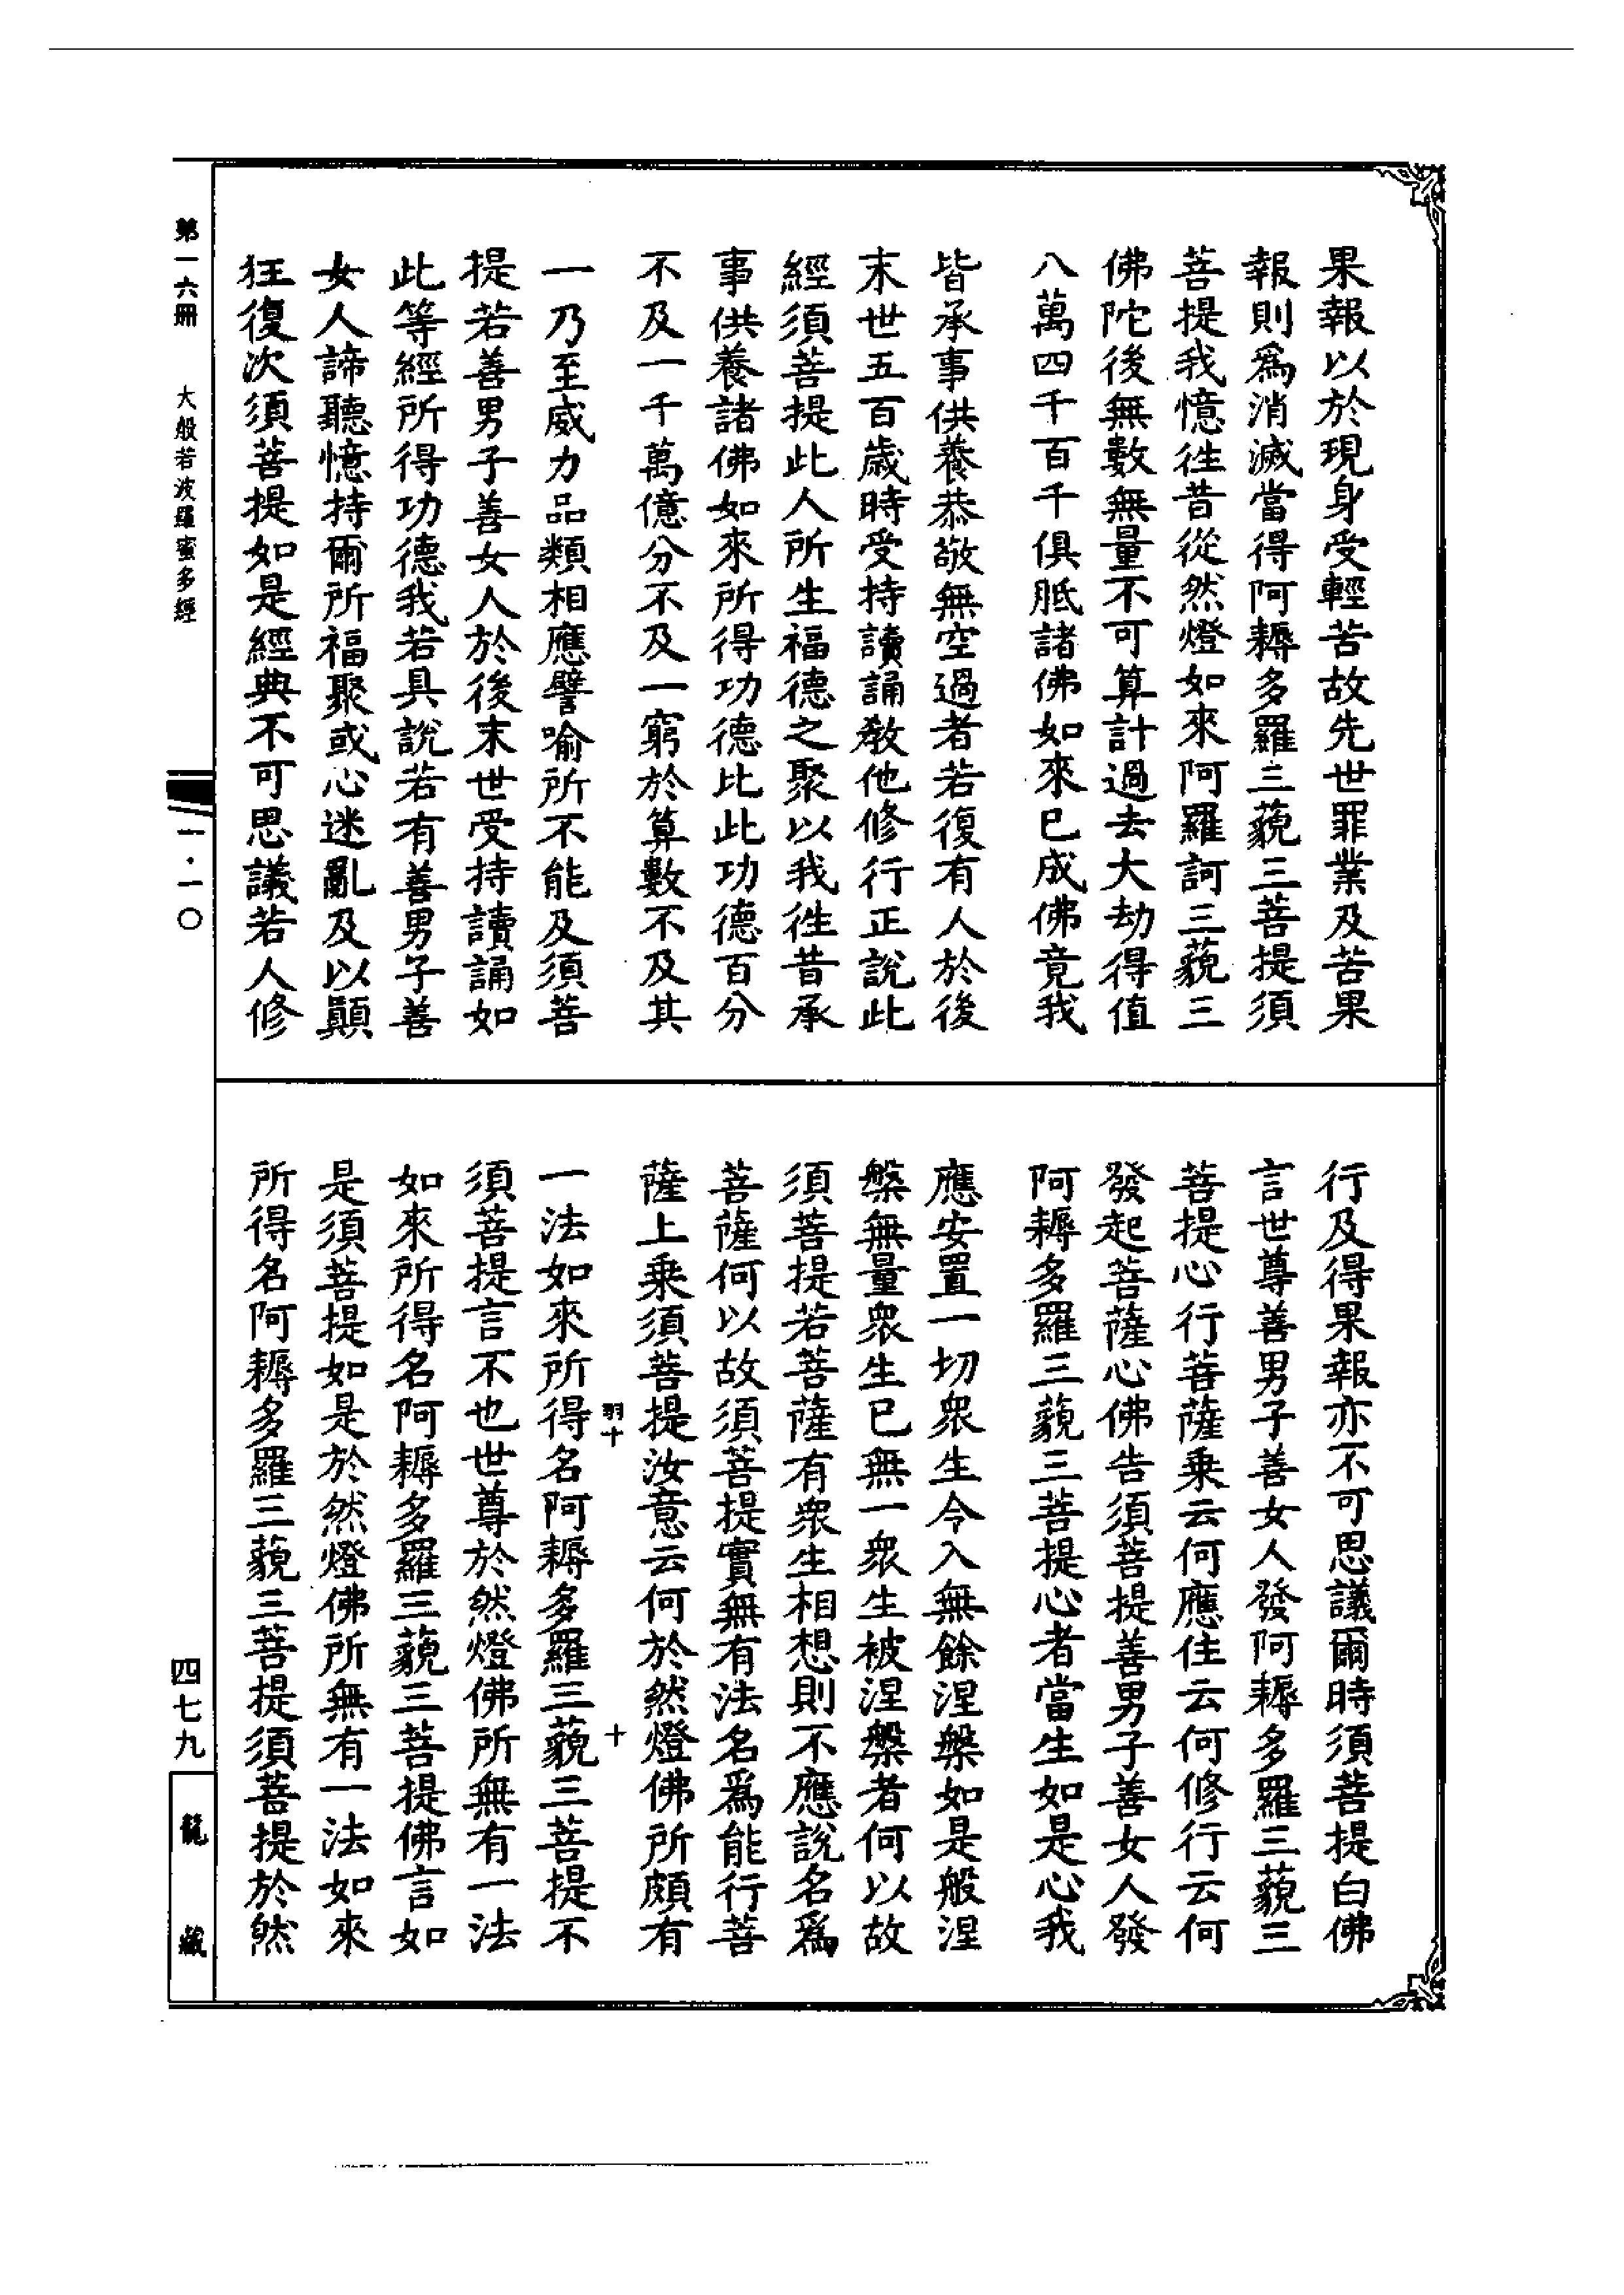 果報以於現身受輕苦故先世罪業及苦果
報則爲消滅當得阿耨多羅三藐三菩提須
菩提我憶往昔從然燈如來阿羅訶三藐三
佛陀後無數無量不可算計過去大劫得值
八萬四千百千俱胝諸佛如來已成佛竟我
皆承事供養恭敬無空過者若復有人於後
末世五百歲時受持讀誦教他修行正說此
經須菩提此人所生福德之聚以我往昔承
事供養諸佛如來所得功德比此功德百分
不及一千萬億分不及一窮於算數不及其
一乃至威力品類相應譬喻所不能及須菩
提若善男子善女人於後末世受持讀誦如
此等經所得功德我若具說若有善男子善
女人諦聽憶持爾所福聚或心迷亂及以顚
狂復次須菩提如是經典不可思議若人修
行及得果報亦不可思議爾時須菩提白佛
言世尊善男子善女人發阿耨多羅三藐三
菩提心行菩薩乘云何應住云何修行云何
發起菩薩心佛告須菩提善男子善女人發
阿耨多羅三藐三菩提心者當生如是心我
應安置一切衆生今入無餘涅槃如是般涅
槃無量衆生已無一衆生被涅槃者何以故
須菩提若菩薩有衆生相想則不應說名爲
菩薩何以故須菩提實無有法名爲能行菩
薩上乘須菩提汝意云何於然燈佛所頗有
羽十 十
一法如來所得名阿耨多羅三藐三菩提不
須菩提言不也世尊於然燈佛所無有一法
如來所得名阿耨多羅三藐三菩提佛言如
是須菩提如是於然燈佛所無有一法如來
所得名阿耨多羅三藐三菩提須菩提於然
第一六冊 大般若波羅蜜多經 一·一〇 四七九
龍藏